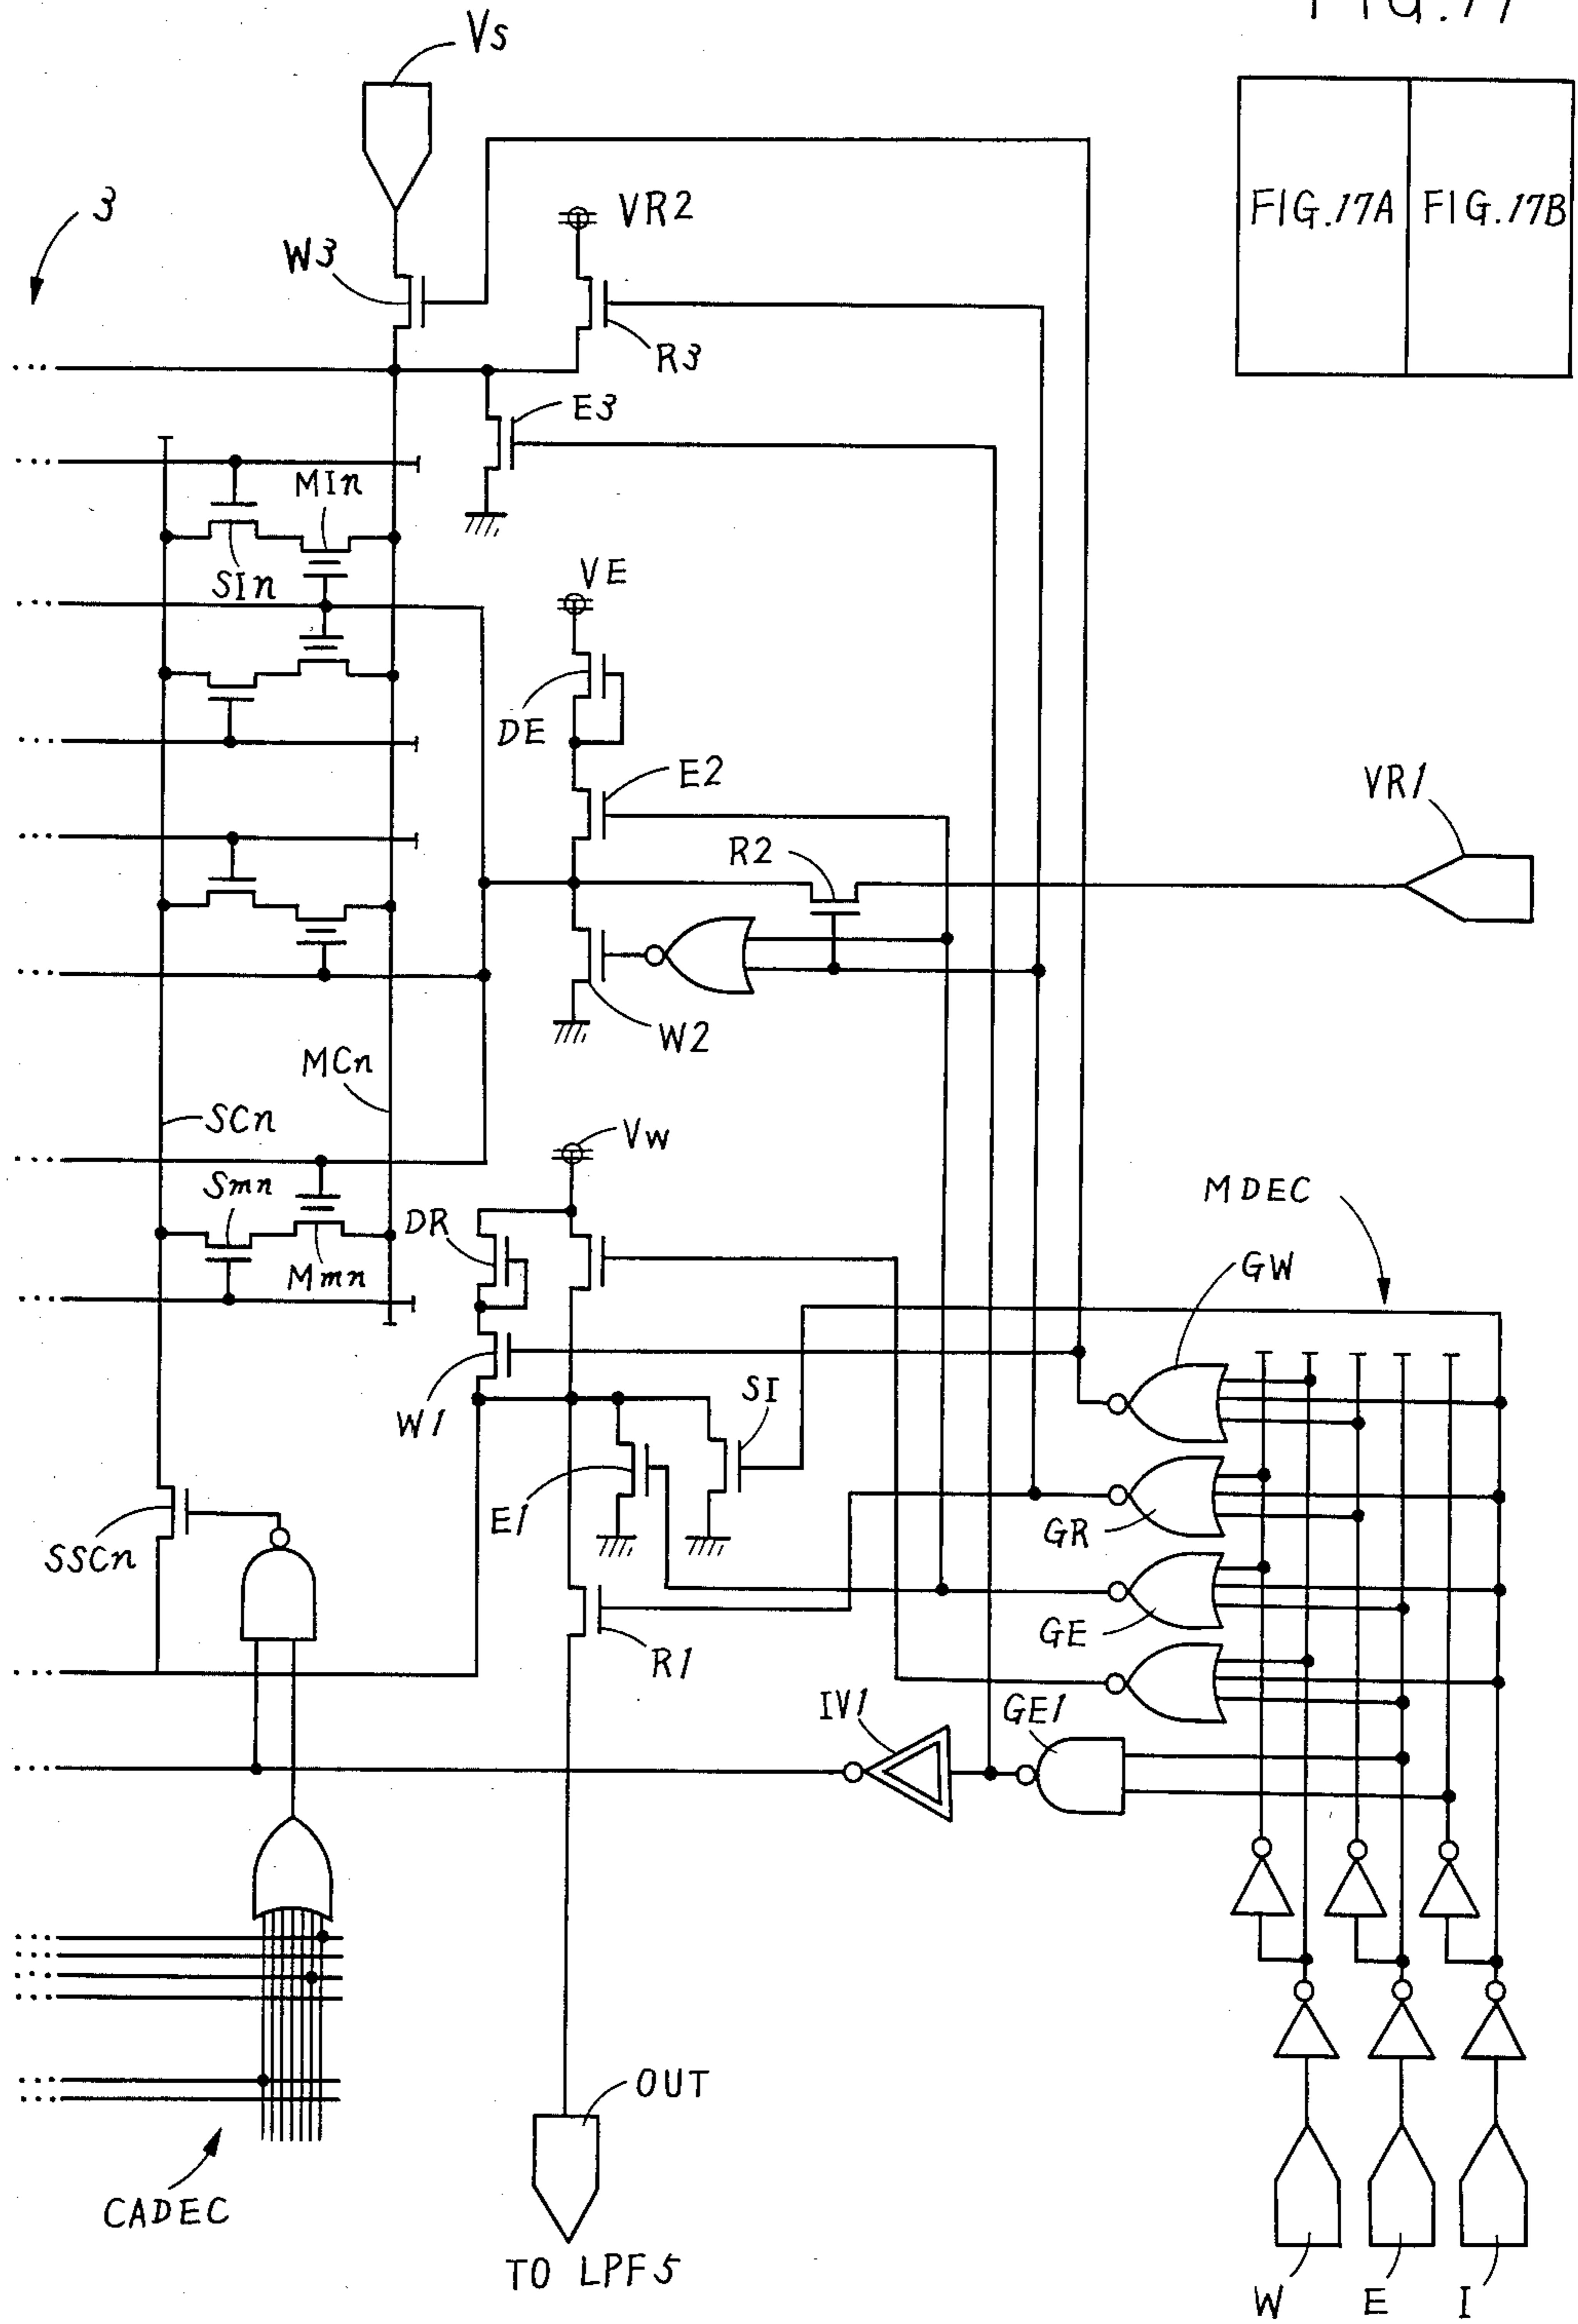 FIG.17
Vs
3
VR2
FIG.17A
FIG.17B
W3
R3
E3
MIn
SIn
VE
DE
E2
VR1
R2
W2
MCn
SCn
Vw
Smn
MDEC
DR
Mmn
GW
W1
SI
E1
GR
SSCn
GE
R1
IV1
GE1
OUT
CADEC
TO LPF5
W
E
I